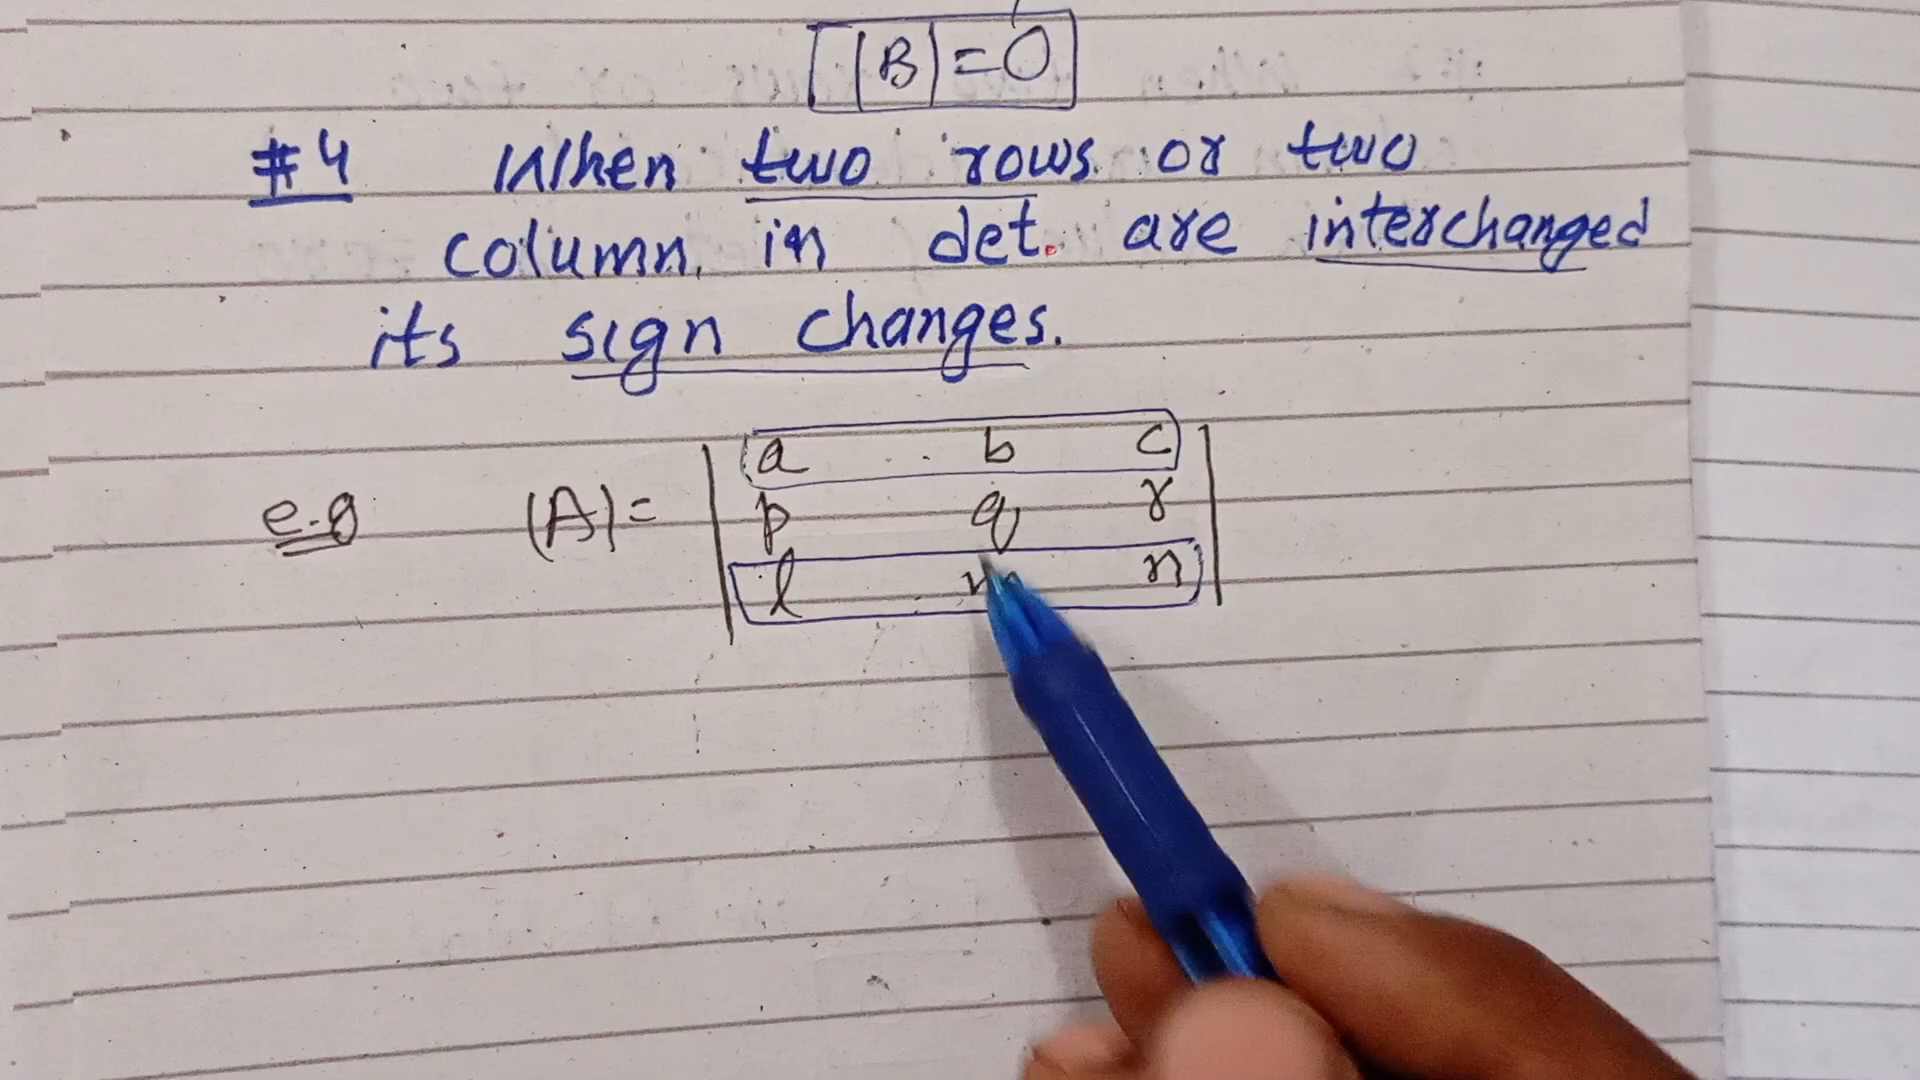 |B|=0
#4 When two rows or two
column in det. are interchanged
its sign changes.
a b c
e.g (A)= p q r
l m n